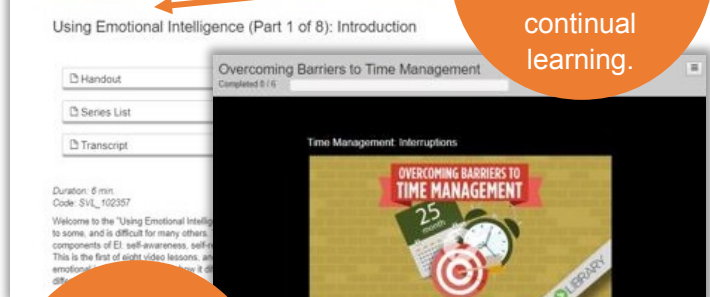 continual
learning.
Using Emotional Intelligence (Part 1 of 8): Introduction
Handout
Series List
Transcript
Duration: 6 min.
Code: SVL_102357
Welcome to the "Using Emotional Intellig
to some, and is difficult for many others.
components of EI: self-awareness, self-r
This is the first of eight video lessons, an
emotional
Overcoming Barriers to Time Management
Completed 0 / 6
Time Management: Interruptions
OVERCOMING BARRIERS TO
TIME MANAGEMENT
25
month
LIBRARY